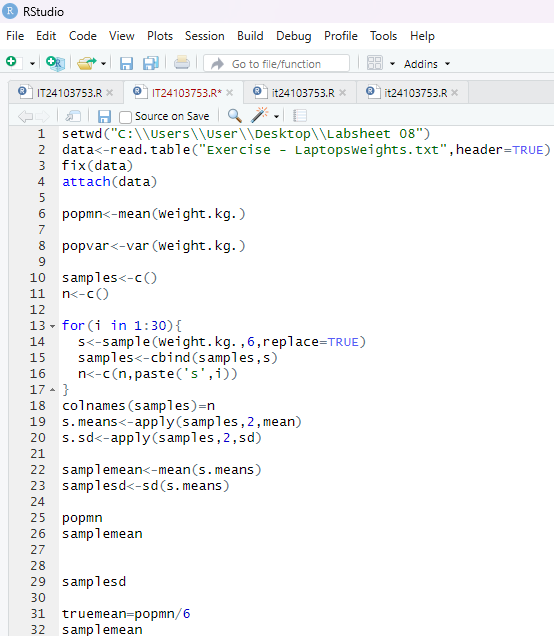 RStudio
File Edit Code View Plots Session Build Debug Profile Tools Help
Go to file/function Addins
IT24103753.R IT24103753.R* it24103753.R it24103753.R
Source on Save
1 setwd("C:\\Users\\User\\Desktop\\Labsheet 08")
2 data<-read.table("Exercise - LaptopsWeights.txt",header=TRUE)
3 fix(data)
4 attach(data)
5
6 popmn<-mean(Weight.kg.)
7
8 popvar<-var(Weight.kg.)
9
10 samples<-c()
11 n<-c()
12
13 for(i in 1:30){
14 s<-sample(Weight.kg.,6,replace=TRUE)
15 samples<-cbind(samples,s)
16 n<-c(n,paste('s',i))
17 }
18 colnames(samples)=n
19 s.means<-apply(samples,2,mean)
20 s.sd<-apply(samples,2,sd)
21
22 samplemean<-mean(s.means)
23 samplesd<-sd(s.means)
24
25 popmn
26 samplemean
27
28
29 samplesd
30
31 truemean=popmn/6
32 samplemean